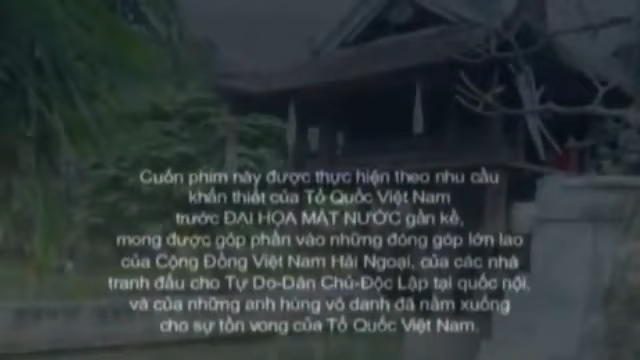 Cuốn phim này được thực hiện theo nhu cầu
khẩn thiết của Tổ Quốc Việt Nam
trước ĐẠI HỌA MẤT NƯỚC gần kề,
mong được góp phần vào những đóng góp lớn lao
của Cộng Đồng Việt Nam Hải Ngoại, của các nhà
tranh đấu cho Tự Do-Dân Chủ-Độc Lập tại quốc nội,
và của những anh hùng vô danh đã nằm xuống
cho sự tồn vong của Tổ Quốc Việt Nam.